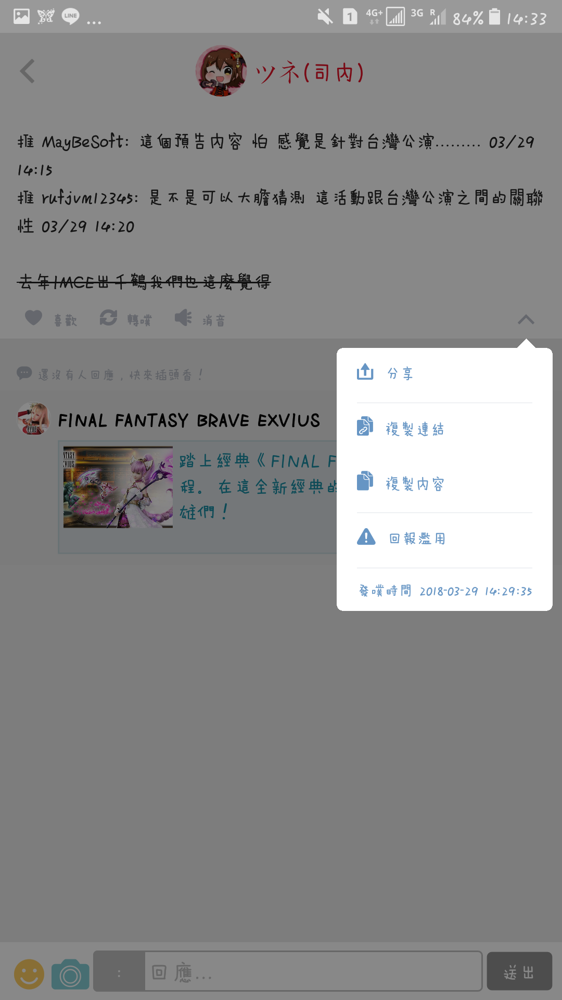 LINE
1 4G+ 3G R 84% 14:33
ツネ(司內)
推 MayBeSoft: 這個預告內容 怕 感覺是針對台灣公演......... 03/29
14:15
推 rufjvm12345: 是不是可以大膽猜測 這活動跟台灣公演之間的關聯
性 03/29 14:20
去年IMCE出千鶴我們也這麼覺得
喜歡 轉噗 消音
還沒有人回應，快來插頭香！
分享
複製連結
複製內容
回報濫用
發噗時間 2018-03-29 14:29:35
FINAL FANTASY BRAVE EXVIUS
踏上經典《FINAL F
程。在這全新經典的
雄們！
: 回應... 送出